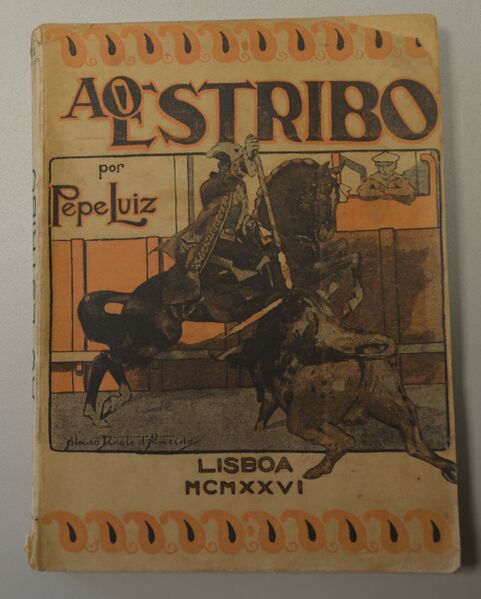 AO ESTRIBO
por
Pepe Luiz
LISBOA
MCMXXVI